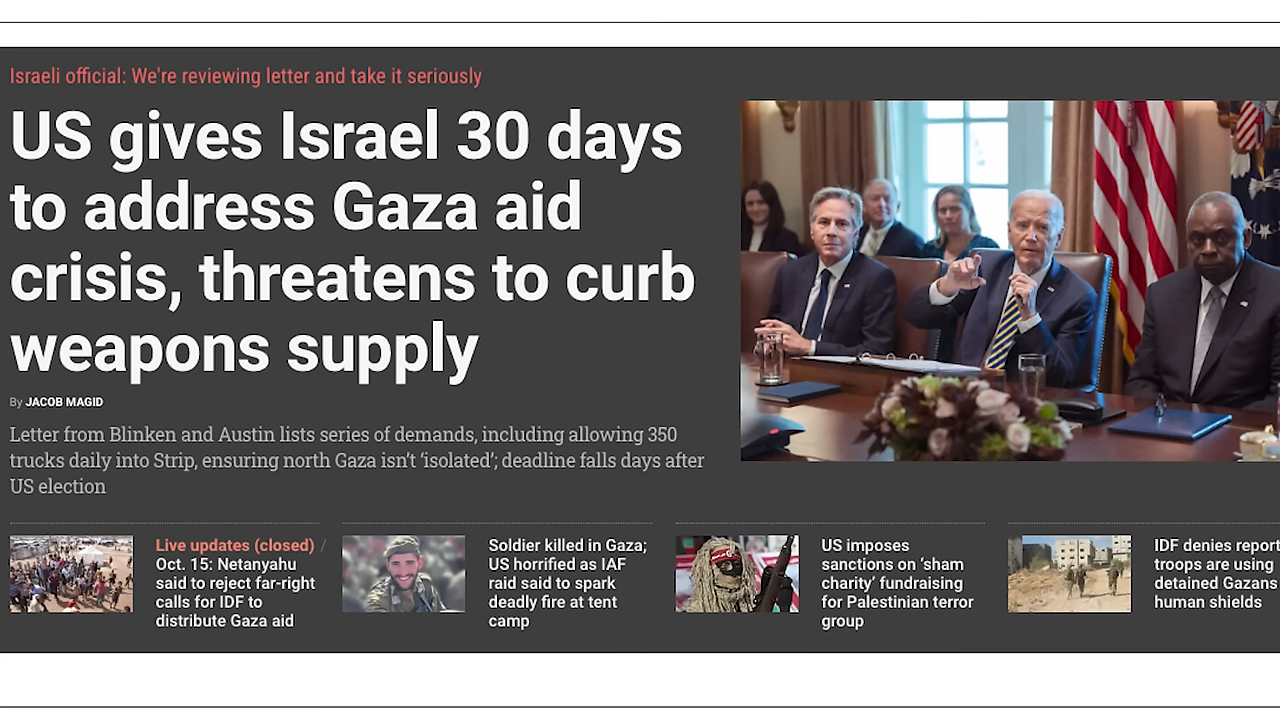 Israeli official: We're reviewing letter and take it seriously
US gives Israel 30 days
to address Gaza aid
crisis, threatens to curb
weapons supply
By JACOB MAGID
Letter from Blinken and Austin lists series of demands, including allowing 350
trucks daily into Strip, ensuring north Gaza isn’t ‘isolated’; deadline falls days after
US election
Live updates (closed) /
Oct. 15: Netanyahu
said to reject far-right
calls for IDF to
distribute Gaza aid
Soldier killed in Gaza;
US horrified as IAF
raid said to spark
deadly fire at tent
camp
US imposes
sanctions on ‘sham
charity’ fundraising
for Palestinian terror
group
IDF denies report
troops are using
detained Gazans
human shields